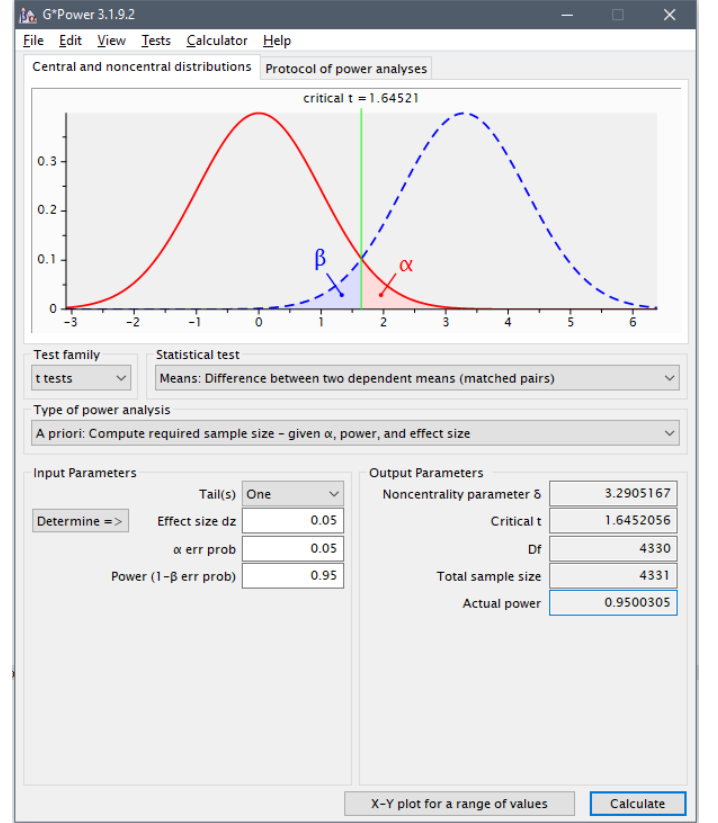 G*Power 3.1.9.2
File Edit View Tests Calculator Help
Central and noncentral distributions Protocol of power analyses
critical t = 1.64521
0.3
0.2
0.1
0
β α
-3 -2 -1 0 1 2 3 4 5 6
Test family Statistical test
t tests Means: Difference between two dependent means (matched pairs)
Type of power analysis
A priori: Compute required sample size - given α, power, and effect size
Input Parameters Output Parameters
Tail(s) One Noncentrality parameter δ 3.2905167
Determine => Effect size dz 0.05 Critical t 1.6452056
α err prob 0.05 Df 4330
Power (1-β err prob) 0.95 Total sample size 4331
Actual power 0.9500305
X-Y plot for a range of values Calculate